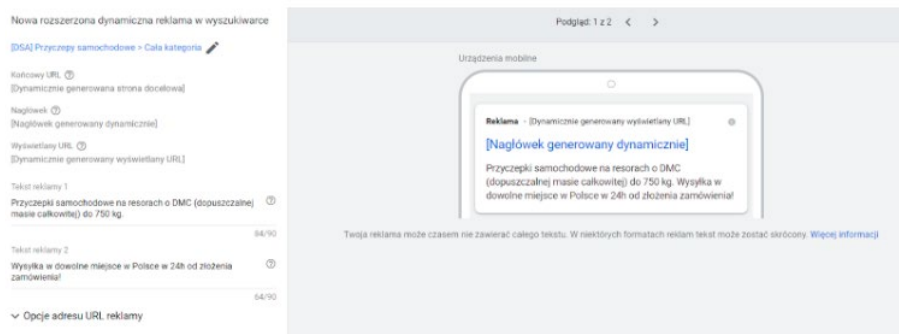 Nowa rozszerzona dynamiczna reklama w wyszukiwarce
[DSA] Przyczepy samochodowe > Cała kategoria
Końcowy URL
[Dynamicznie generowana strona docelowa]
Nagłówek
[Nagłówek generowany dynamicznie]
Wyświetlany URL
[Dynamicznie generowany wyświetlany URL]
Tekst reklamy 1
Przyczepki samochodowe na resorach o DMC (dopuszczalnej
masie całkowitej) do 750 kg.
84/90
Tekst reklamy 2
Wysyłka w dowolne miejsce w Polsce w 24h od złożenia
zamówienia!
64/90
Opcje adresu URL reklamy
Podgląd: 1 z 2
Urządzenia mobilne
Reklama - [Dynamicznie generowany wyświetlany URL]
[Nagłówek generowany dynamicznie]
Przyczepki samochodowe na resorach o DMC
(dopuszczalnej masie całkowitej) do 750 kg. Wysyłka w
dowolne miejsce w Polsce w 24h od złożenia zamówienia!
Twoja reklama może czasem nie zawierać całego tekstu. W niektórych formatach reklam tekst może zostać skrócony. Więcej informacji